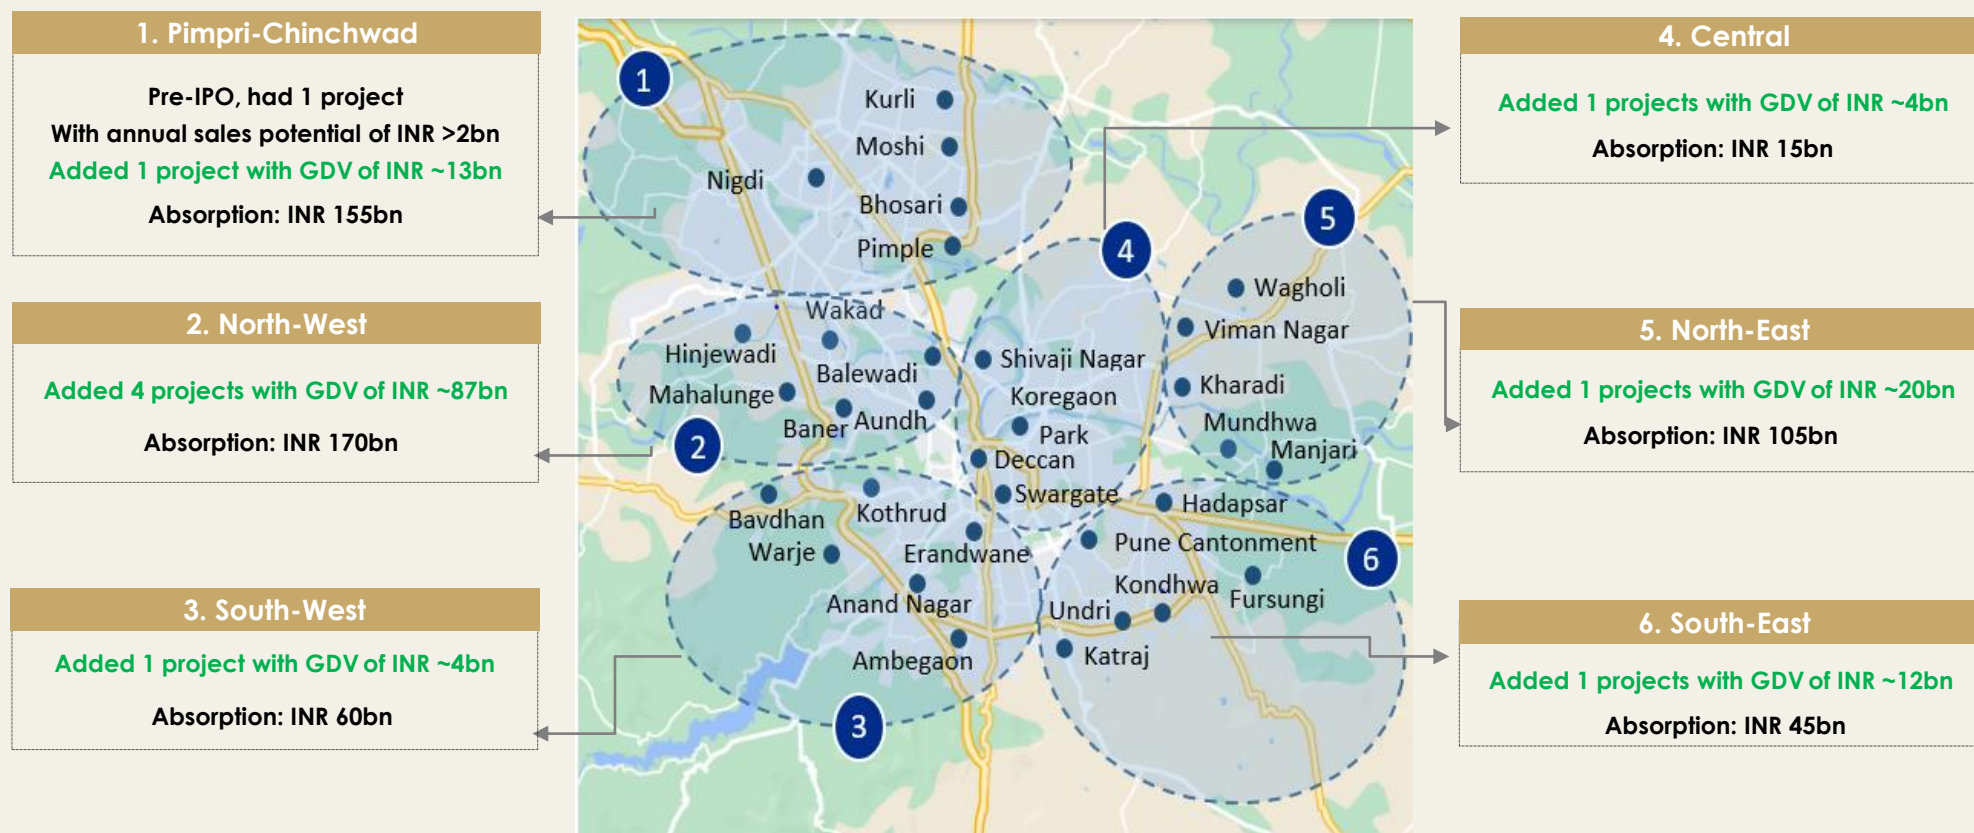 1. Pimpri-Chinchwad
Pre-IPO, had 1 project
With annual sales potential of INR >2bn
Added 1 project with GDV of INR ~13bn
Absorption: INR 155bn
2. North-West
Added 4 projects with GDV of INR ~87bn
Absorption: INR 170bn
3. South-West
Added 1 project with GDV of INR ~4bn
Absorption: INR 60bn
1
Kurli
Moshi
Nigdi
Bhosari
Pimple
Wakad
Hinjewadi
Balewadi
Mahalunge
Baner
Aundh
2
4
Shivaji Nagar
Koregaon
Park
Deccan
Swargate
5
Wagholi
Viman Nagar
Kharadi
Mundhwa
Manjari
Bavdhan
Kothrud
Warje
Erandwane
Anand Nagar
Ambegaon
3
Hadapsar
Pune Cantonment
6
Kondhwa
Fursungi
Undri
Katraj
4. Central
Added 1 projects with GDV of INR ~4bn
Absorption: INR 15bn
5. North-East
Added 1 projects with GDV of INR ~20bn
Absorption: INR 105bn
6. South-East
Added 1 projects with GDV of INR ~12bn
Absorption: INR 45bn